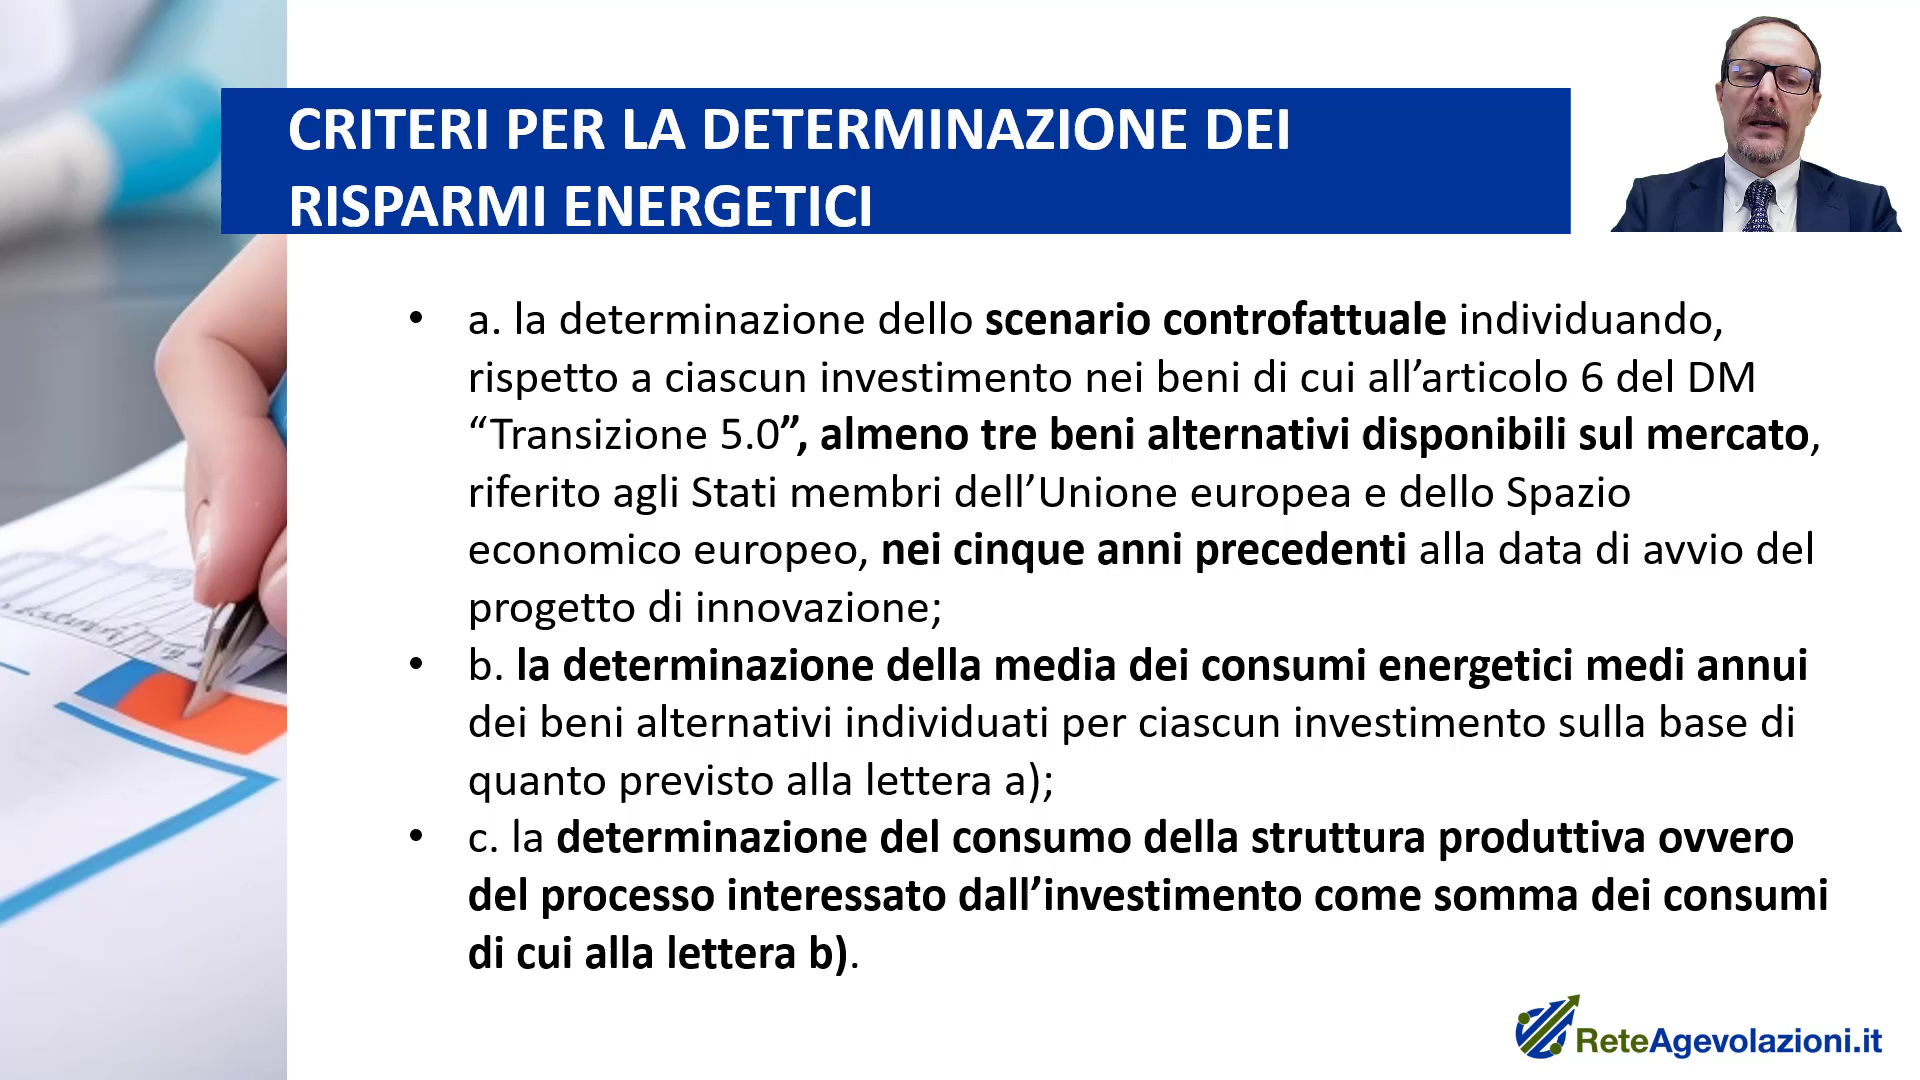 CRITERI PER LA DETERMINAZIONE DEI
RISPARMI ENERGETICI
• a. la determinazione dello scenario controfattuale individuando,
rispetto a ciascun investimento nei beni di cui all’articolo 6 del DM
“Transizione 5.0”, almeno tre beni alternativi disponibili sul mercato,
riferito agli Stati membri dell’Unione europea e dello Spazio
economico europeo, nei cinque anni precedenti alla data di avvio del
progetto di innovazione;
• b. la determinazione della media dei consumi energetici medi annui
dei beni alternativi individuati per ciascun investimento sulla base di
quanto previsto alla lettera a);
• c. la determinazione del consumo della struttura produttiva ovvero
del processo interessato dall’investimento come somma dei consumi
di cui alla lettera b).
ReteAgevolazioni.it